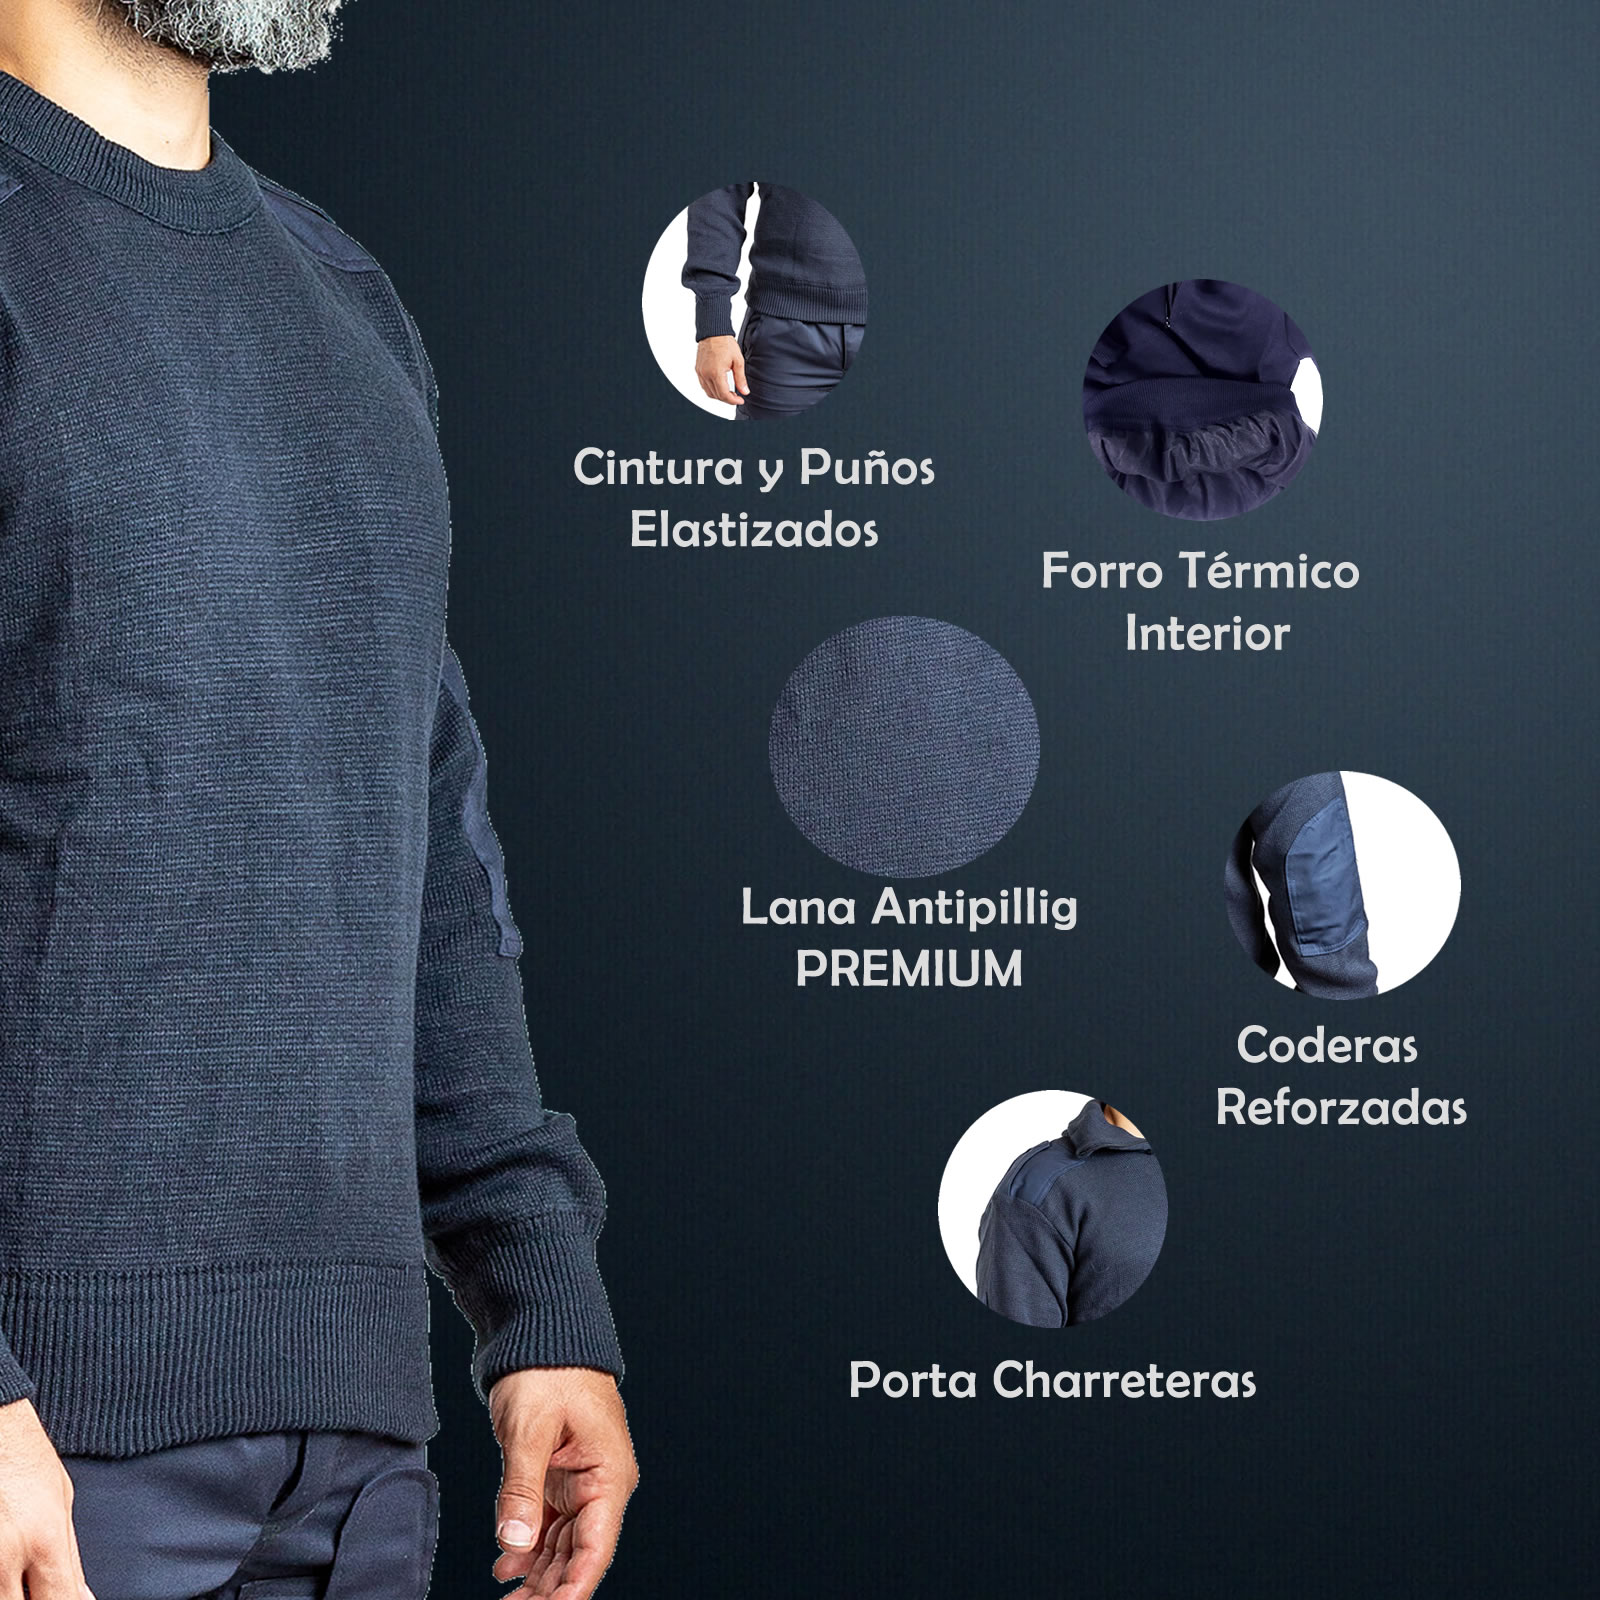 Cintura y Puños
Elastizados
Forro Térmico
Interior
Lana Antipillig
PREMIUM
Coderas
Reforzadas
Porta Charreteras